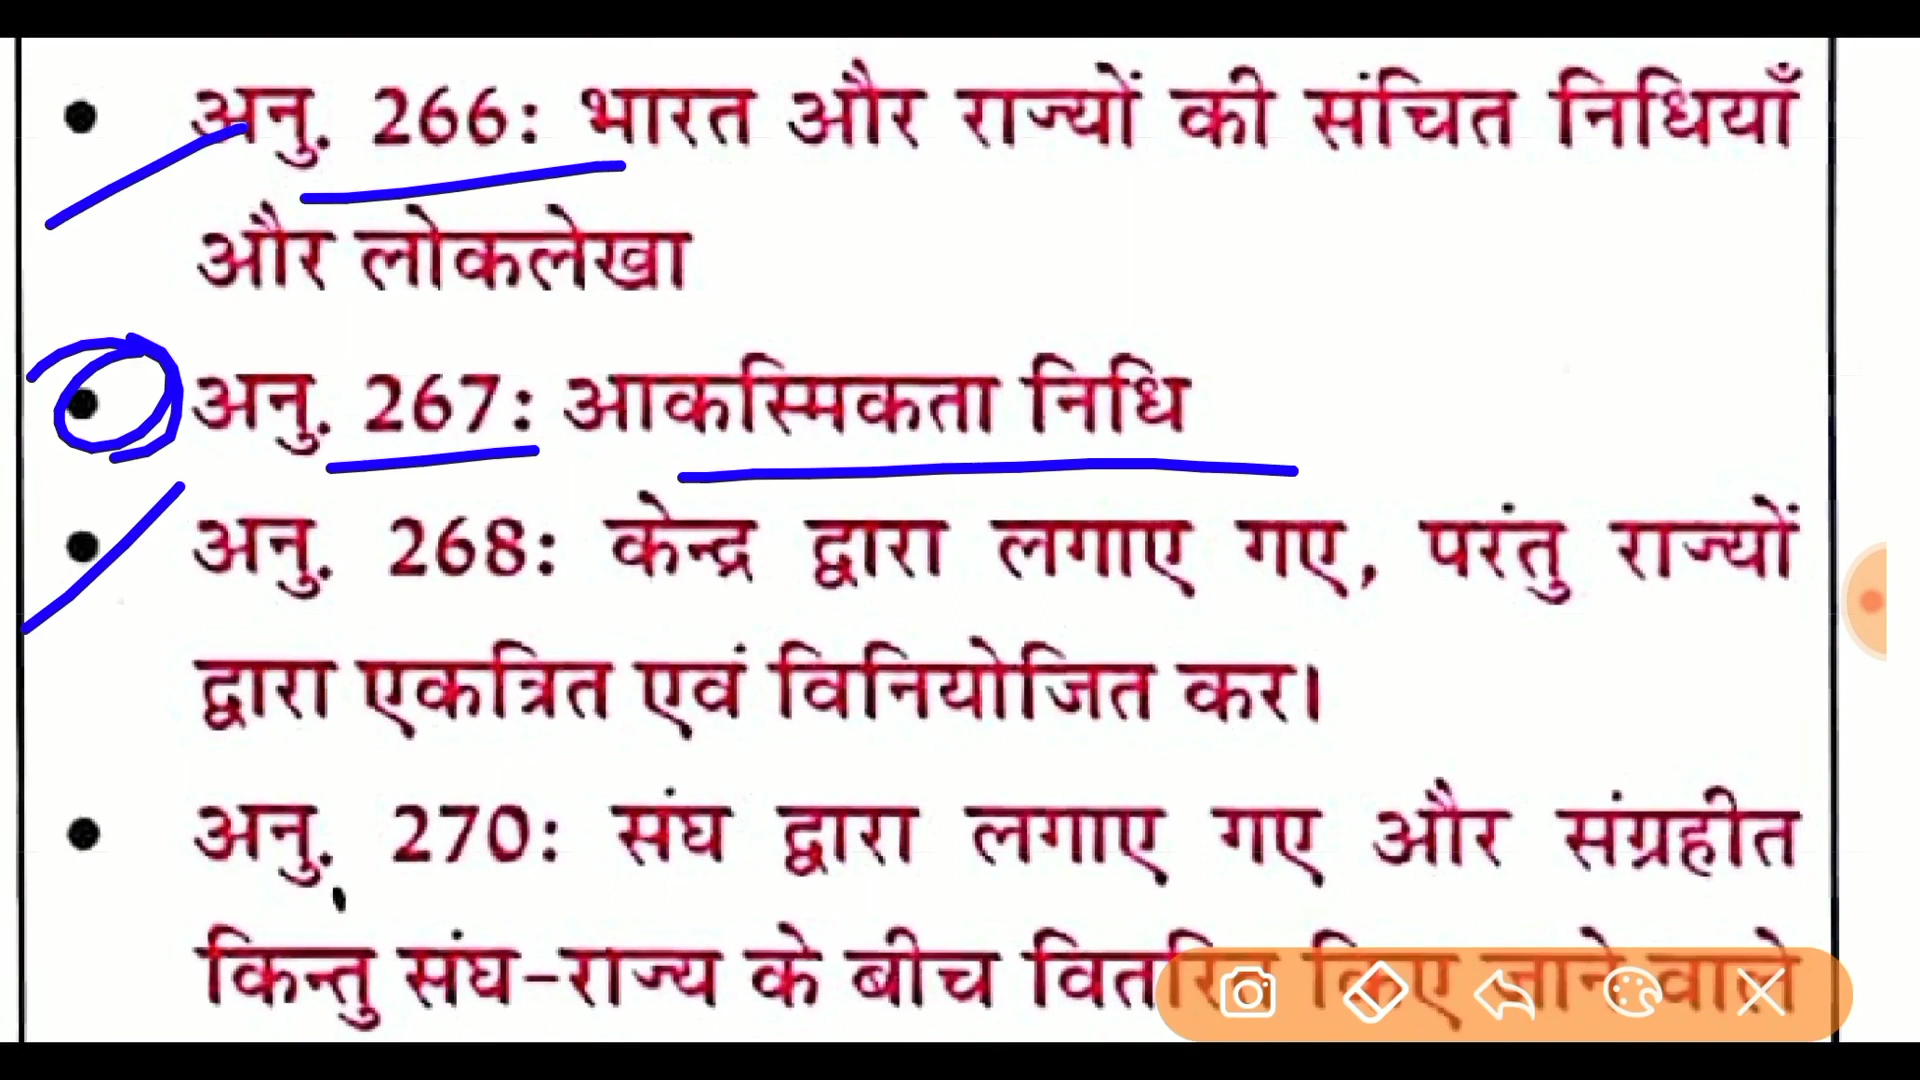 • अनु. 266: भारत और राज्यों की संचित निधियाँ
और लोकलेखा
• अनु. 267: आकस्मिकता निधि
• अनु. 268: केन्द्र द्वारा लगाए गए, परंतु राज्यों
द्वारा एकत्रित एवं विनियोजित कर।
• अनु. 270: संघ द्वारा लगाए गए और संग्रहीत
किन्तु संघ-राज्य के बीच वितरित किए जाने वाले